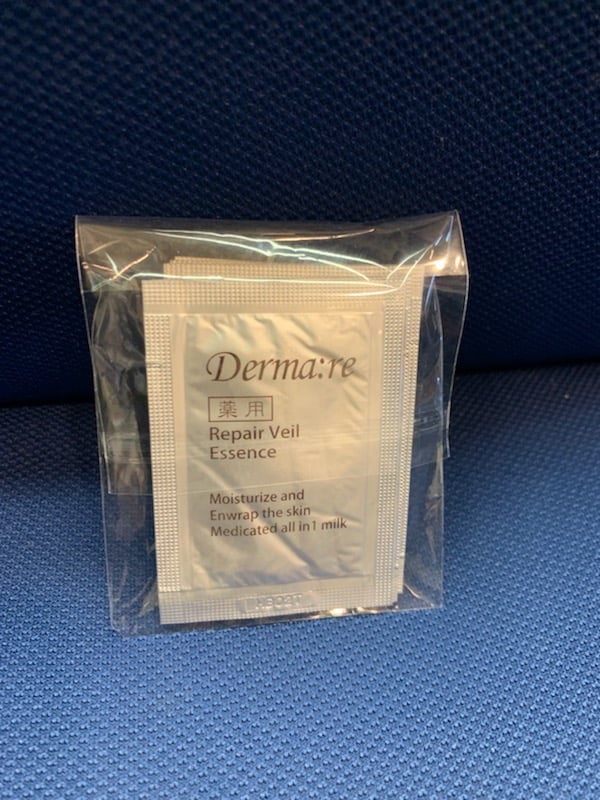 Derma:re
薬用
Repair Veil
Essence
Moisturize and
Enwrap the skin
Medicated all in1 milk